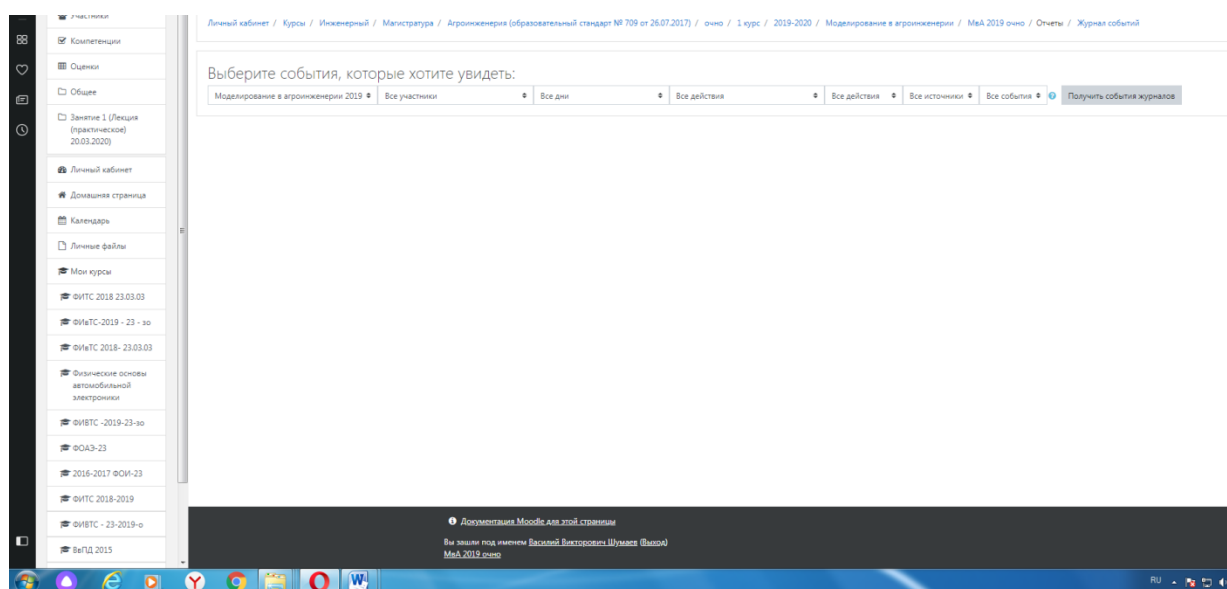 Участники
Компетенции
Оценки
Общее
Занятие 1 (Лекция
(практическое)
20.03.2020)
Личный кабинет
Домашняя страница
Календарь
Личные файлы
Мои курсы
ФИТС 2018 23.03.03
ФИвТС-2019 - 23 - зо
ФИвТС 2018- 23.03.03
Физические основы
автомобильной
электроники
ФИВТС -2019-23-зо
ФОАЭ-23
2016-2017 ФОИ-23
ФИТС 2018-2019
ФИВТС - 23-2019-о
ВвПД 2015
Личный кабинет / Курсы / Инженерный / Магистратура / Агроинженерия (образовательный стандарт № 709 от 26.07.2017) / очно / 1 курс / 2019-2020 / Моделирование в агроинженерии / МвА 2019 очно / Отчеты / Журнал событий
Выберите события, которые хотите увидеть:
Моделирование в агроинженерии 2019 Все участники Все дни Все действия Все действия Все источники Все события Получить события журналов
Документация Moodle для этой страницы
Вы зашли под именем Василий Викторович Шумаев (Выход)
МвА 2019 очно
RU